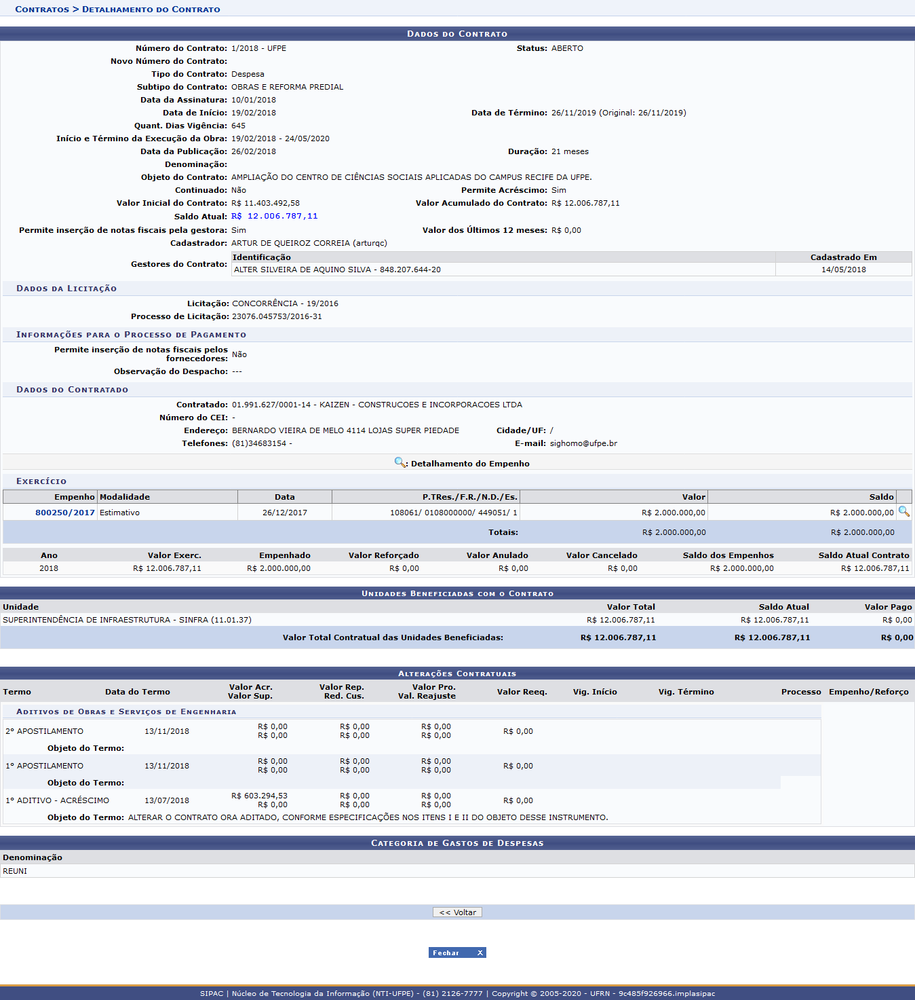 Contratos > Detalhamento do Contrato
Dados do Contrato
Número do Contrato: 1/2018 - UFPE Status: ABERTO
Novo Número do Contrato:
Tipo do Contrato: Despesa
Subtipo do Contrato: OBRAS E REFORMA PREDIAL
Data da Assinatura: 10/01/2018
Data de Início: 19/02/2018 Data de Término: 26/11/2019 (Original: 26/11/2019)
Quant. Dias Vigência: 645
Início e Término da Execução da Obra: 19/02/2018 - 24/05/2020
Data da Publicação: 26/02/2018 Duração: 21 meses
Denominação:
Objeto do Contrato: AMPLIAÇÃO DO CENTRO DE CIÊNCIAS SOCIAIS APLICADAS DO CAMPUS RECIFE DA UFPE.
Continuado: Não Permite Acréscimo: Sim
Valor Inicial do Contrato: R$ 11.403.492,58 Valor Acumulado do Contrato: R$ 12.006.787,11
Saldo Atual: R$ 12.006.787,11
Permite inserção de notas fiscais pela gestora: Sim Valor dos Últimos 12 meses: R$ 0,00
Cadastrador: ARTUR DE QUEIROZ CORREIA (arturqc)
Gestores do Contrato: Identificação Cadastrado Em
ALTER SILVEIRA DE AQUINO SILVA - 848.207.644-20 14/05/2018
Dados da Licitação
Licitação: CONCORRÊNCIA - 19/2016
Processo de Licitação: 23076.045753/2016-31
Informações para o Processo de Pagamento
Permite inserção de notas fiscais pelos
fornecedores: Não
Observação do Despacho: ---
Dados do Contratado
Contratado: 01.991.627/0001-14 - KAIZEN - CONSTRUCOES E INCORPORACOES LTDA
Número do CEI: -
Endereço: BERNARDO VIEIRA DE MELO 4114 LOJAS SUPER PIEDADE Cidade/UF: /
Telefones: (81)34683154 - E-mail: sighomo@ufpe.br
: Detalhamento do Empenho
Exercício
Empenho Modalidade Data P.TRes./F.R./N.D./Es. Valor Saldo
800250/2017 Estimativo 26/12/2017 108061/ 0108000000/ 449051/ 1 R$ 2.000.000,00 R$ 2.000.000,00
Totais: R$ 2.000.000,00 R$ 2.000.000,00
Ano Valor Exerc. Empenhado Valor Reforçado Valor Anulado Valor Cancelado Saldo dos Empenhos Saldo Atual Contrato
2018 R$ 12.006.787,11 R$ 2.000.000,00 R$ 0,00 R$ 0,00 R$ 0,00 R$ 2.000.000,00 R$ 12.006.787,11
Unidades Beneficiadas com o Contrato
Unidade Valor Total Saldo Atual Valor Pago
SUPERINTENDÊNCIA DE INFRAESTRUTURA - SINFRA (11.01.37) R$ 12.006.787,11 R$ 12.006.787,11 R$ 0,00
Valor Total Contratual das Unidades Beneficiadas: R$ 12.006.787,11 R$ 12.006.787,11 R$ 0,00
Alterações Contratuais
Termo Data do Termo Valor Acr. Valor Rep. Valor Pro. Valor Reeq. Vig. Início Vig. Término Processo Empenho/Reforço
Valor Sup. Red. Cus. Val. Reajuste
Aditivos de Obras e Serviços de Engenharia
2º APOSTILAMENTO 13/11/2018 R$ 0,00 R$ 0,00 R$ 0,00 R$ 0,00
R$ 0,00 R$ 0,00 R$ 0,00
Objeto do Termo:
1º APOSTILAMENTO 13/11/2018 R$ 0,00 R$ 0,00 R$ 0,00 R$ 0,00
R$ 0,00 R$ 0,00 R$ 0,00
Objeto do Termo:
1º ADITIVO - ACRÉSCIMO 13/07/2018 R$ 603.294,53 R$ 0,00 R$ 0,00 R$ 0,00
R$ 0,00 R$ 0,00 R$ 0,00
Objeto do Termo: ALTERAR O CONTRATO ORA ADITADO, CONFORME ESPECIFICAÇÕES NOS ITENS I E II DO OBJETO DESSE INSTRUMENTO.
Categoria de Gastos de Despesas
Denominação
REUNI
<< Voltar
Fechar X
SIPAC | Núcleo de Tecnologia da Informação (NTI-UFPE) - (81) 2126-7777 | Copyright © 2005-2020 - UFRN - 9c485f926966.implasipac